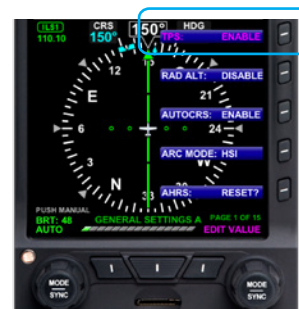 ILS1 CRS 150° HDG
110.10 150°
TPS: ENABLE
12 15
RAD ALT: DISABLE
E 21
AUTOCRS: ENABLE
6 24
ARC MODE: HSI
3
N 33
AHRS: RESET?
PUSH MANUAL
BRT: 48 GENERAL SETTINGS A PAGE 1 OF 15
AUTO EDIT VALUE
MODE
SYNC
MODE
SYNC